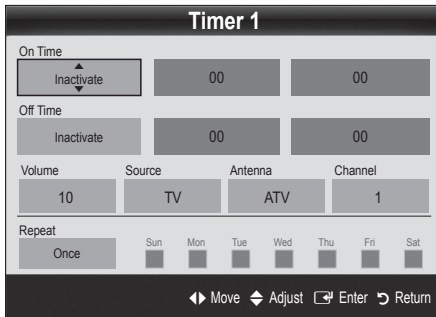 Timer 1
On Time
Inactivate 00 00
Off Time
Inactivate 00 00
Volume Source Antenna Channel
10 TV ATV 1
Repeat
Once Sun Mon Tue Wed Thu Fri Sat
Move Adjust Enter Return